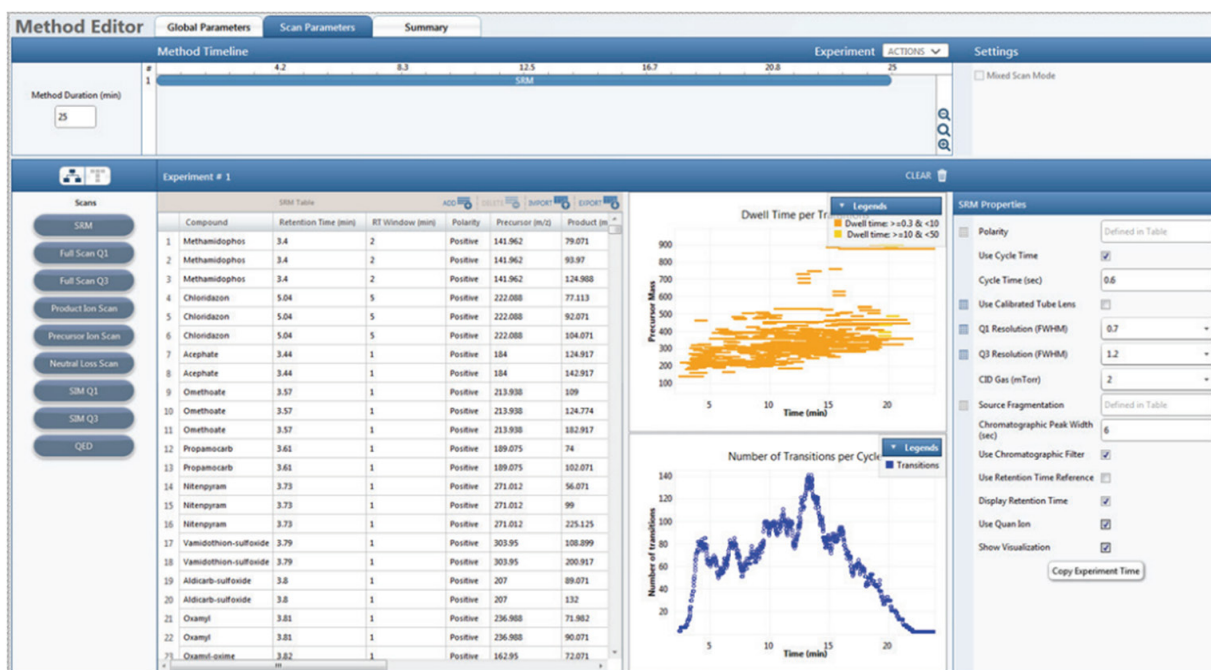 Method Editor
Global Parameters
Scan Parameters
Summary
Method Timeline
Experiment
ACTIONS
Settings
Method Duration (min)
25
#
4.2
8.3
12.5
16.7
20.8
25
1
SRM
Mixed Scan Mode
Experiment # 1
CLEAR
Scans
SRM
Full Scan Q1
Full Scan Q3
Product Ion Scan
Precursor Ion Scan
Neutral Loss Scan
SIM Q1
SIM Q3
QED
SRM Table
ADD
DELETE
IMPORT
EXPORT
Compound Retention Time (min) RT Window (min) Polarity Precursor (m/z) Product (m
1 Methamidophos 3.4 2 Positive 141.962 79.071
2 Methamidophos 3.4 2 Positive 141.962 93.97
3 Methamidophos 3.4 2 Positive 141.962 124.988
4 Chloridazon 5.04 5 Positive 222.088 77.113
5 Chloridazon 5.04 5 Positive 222.088 92.071
6 Chloridazon 5.04 5 Positive 222.088 104.071
7 Acephate 3.44 1 Positive 184 124.917
8 Acephate 3.44 1 Positive 184 142.917
9 Omethoate 3.57 1 Positive 213.938 109
10 Omethoate 3.57 1 Positive 213.938 124.774
11 Omethoate 3.57 1 Positive 213.938 182.917
12 Propamocarb 3.61 1 Positive 189.075 74
13 Propamocarb 3.61 1 Positive 189.075 102.071
14 Nitenpyram 3.73 1 Positive 271.012 56.071
15 Nitenpyram 3.73 1 Positive 271.012 99
16 Nitenpyram 3.73 1 Positive 271.012 225.125
17 Vamidothion-sulfoxide 3.79 1 Positive 303.95 108.899
18 Vamidothion-sulfoxide 3.79 1 Positive 303.95 200.917
19 Aldicarb-sulfoxide 3.8 1 Positive 207 89.071
20 Aldicarb-sulfoxide 3.8 1 Positive 207 132
21 Oxamyl 3.81 1 Positive 236.988 71.982
22 Oxamyl 3.81 1 Positive 236.988 90.071
23 Oxamil-oxime 3.82 1 Positive 162.95 72.071
Dwell Time per Tr
Legends
Dwell time: >=0.3 & <10
Dwell time: >=10 & <50
Precursor Mass
900
800
700
600
500
400
300
200
100
5 10 15 20
Time (min)
Number of Transitions per Cycle
Legends
Transitions
Number of transitions
140
120
100
80
60
40
20
5 10 15 20
Time (min)
SRM Properties
Polarity Defined in Table
Use Cycle Time
Cycle Time (sec) 0.6
Use Calibrated Tube Lens
Q1 Resolution (FWHM) 0.7
Q3 Resolution (FWHM) 1.2
CID Gas (mTorr) 2
Source Fragmentation Defined in Table
Chromatographic Peak Width
(sec) 6
Use Chromatographic Filter
Use Retention Time Reference
Display Retention Time
Use Quan Ion
Show Visualization
Copy Experiment Time